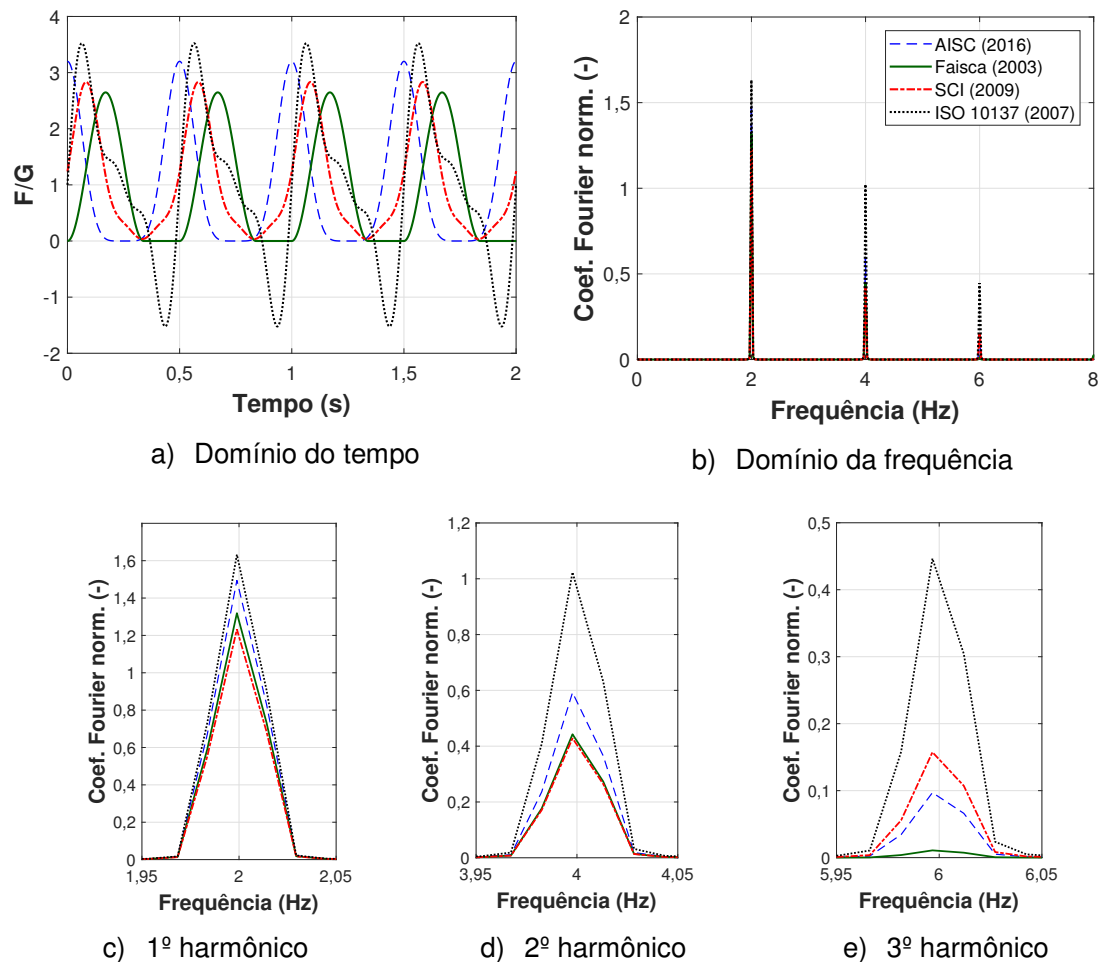 4
3
2
1
0
-1
-2
F/G
0 0,5 1 1,5 2
Tempo (s)
a) Domínio do tempo
2
1,5
1
0,5
0
Coef. Fourier norm. (-)
AISC (2016)
Faisca (2003)
SCI (2009)
ISO 10137 (2007)
0 2 4 6 8
Frequência (Hz)
b) Domínio da frequência
1,6
1,4
1,2
1
0,8
0,6
0,4
0,2
0
Coef. Fourier norm. (-)
1,95 2 2,05
Frequência (Hz)
c) 1º harmônico
1,2
1
0,8
0,6
0,4
0,2
0
Coef. Fourier norm. (-)
3,95 4 4,05
Frequência (Hz)
d) 2º harmônico
0,5
0,4
0,3
0,2
0,1
0
Coef. Fourier norm. (-)
5,95 6 6,05
Frequência (Hz)
e) 3º harmônico